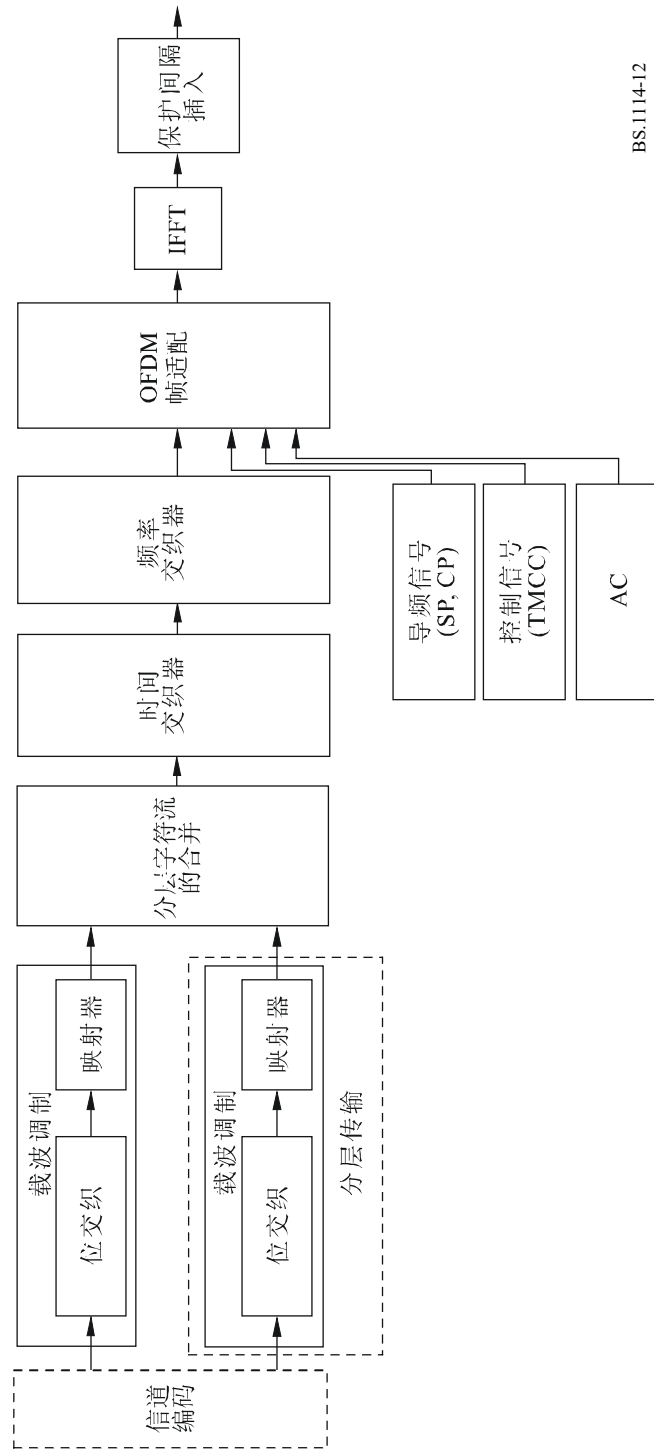 信道
编码
载波调制
位交织
映射器
载波调制
位交织
映射器
分层传输
分层字符流
的合并
时间
交织器
频率
交织器
OFDM
帧适配
IFFT
保护间隔
插入
导频信号
(SP, CP)
控制信号
(TMCC)
AC
BS.1114-12